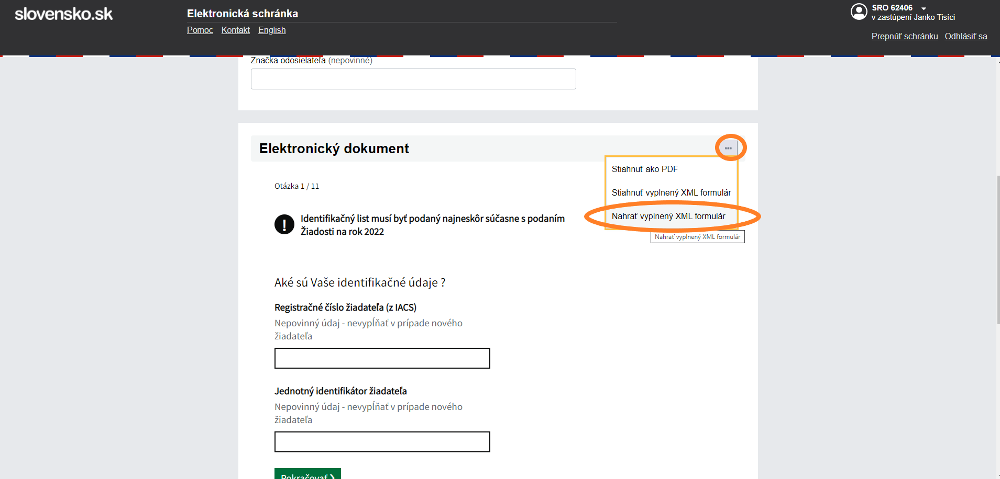 slovensko.sk
Elektronická schránka
Pomoc Kontakt English
SRO 62406
v zastúpení Janko Tisíci
Prepnúť schránku Odhlásiť sa
Značka odosielateľa (nepovinné)
Elektronický dokument
Stiahnuť ako PDF
Stiahnuť vyplnený XML formulár
Nahrať vyplnený XML formulár
Nahrať vyplnený XML formulár
Otázka 1 / 11
Identifikačný list musí byť podaný najneskôr súčasne s podaním
Žiadosti na rok 2022
Aké sú Vaše identifikačné údaje ?
Registračné číslo žiadateľa (z IACS)
Nepovinný údaj - nevypĺňať v prípade nového
žiadateľa
Jednotný identifikátor žiadateľa
Nepovinný údaj - nevypĺňať v prípade nového
žiadateľa
Pokračovať